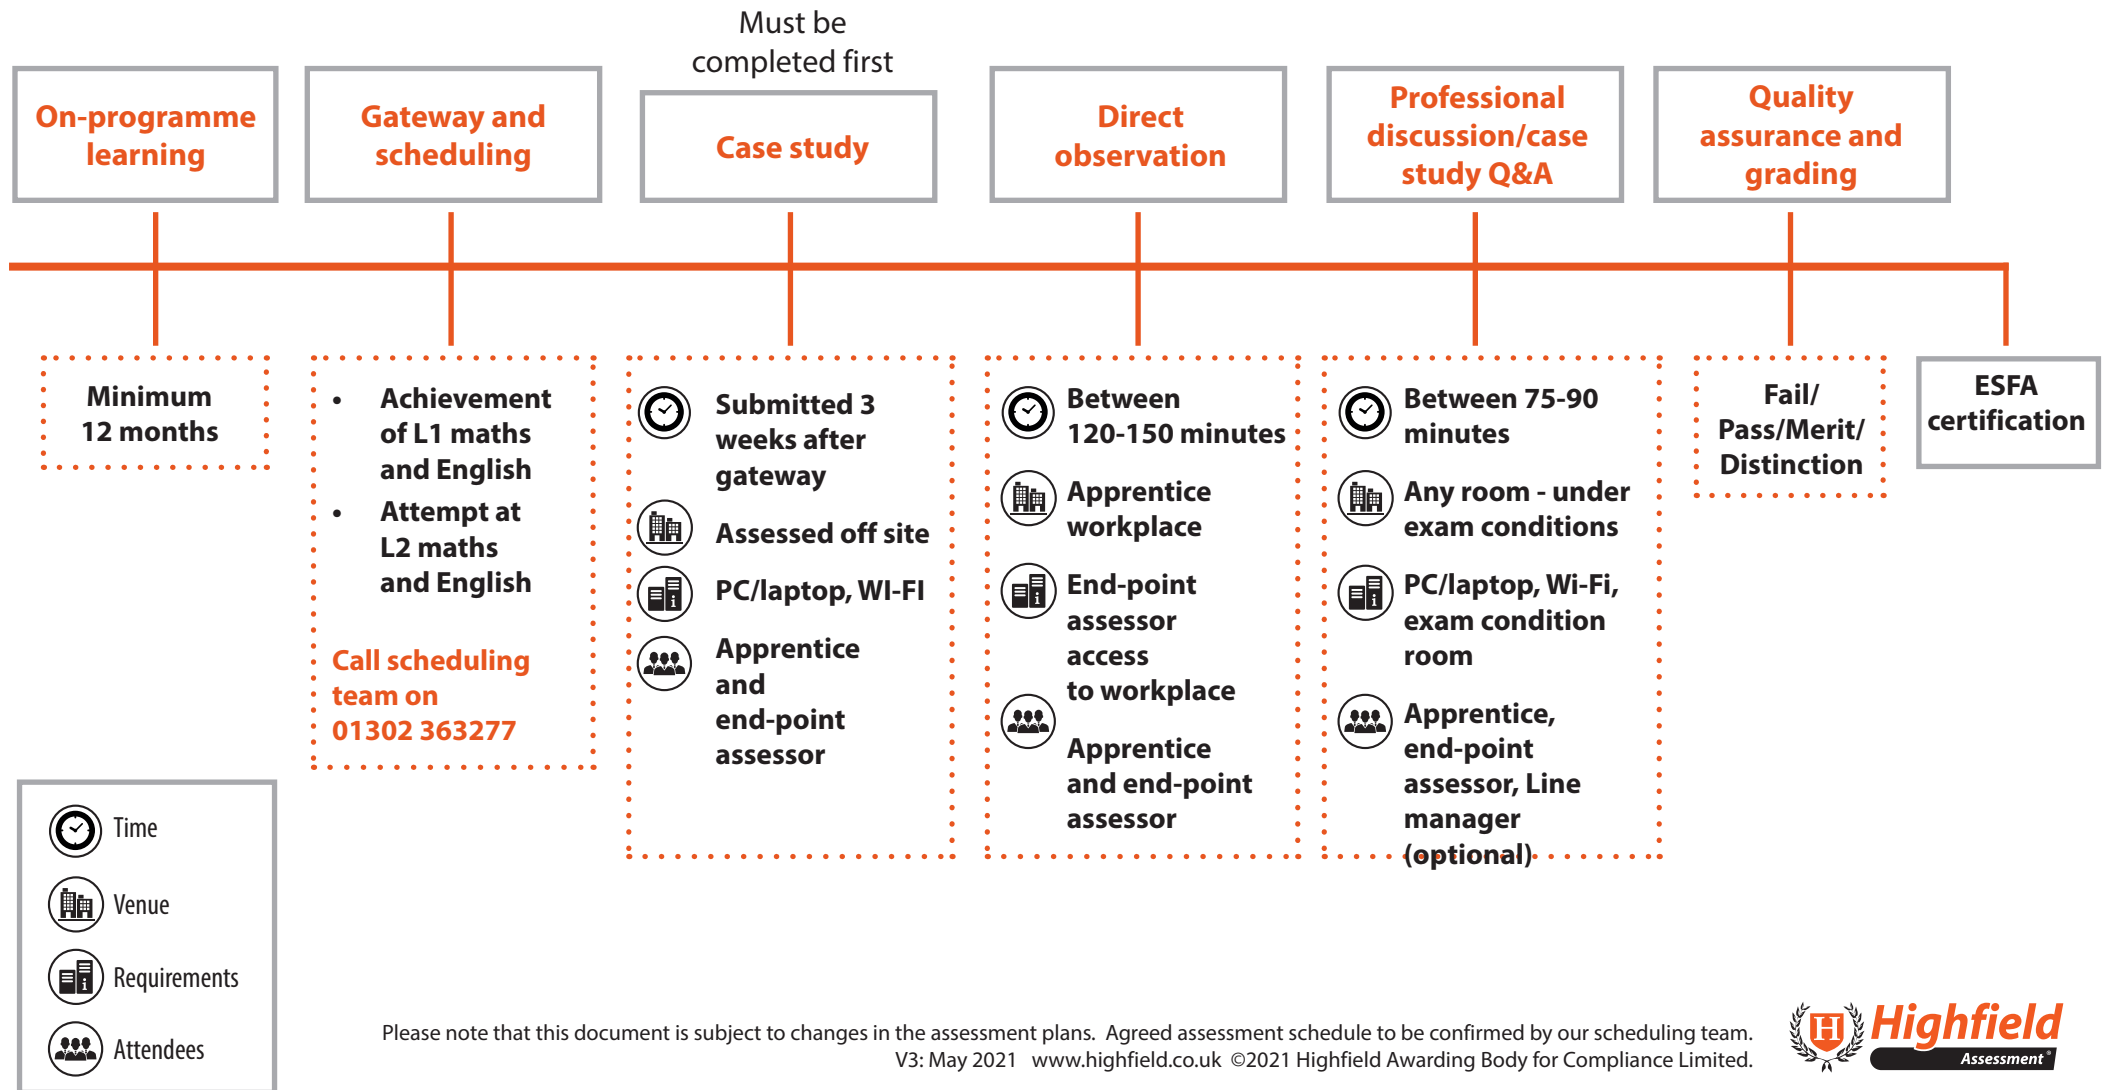 Must be
completed first
On-programme
learning
Gateway and
scheduling
Case study
Direct
observation
Professional
discussion/case
study Q&A
Quality
assurance and
grading
Minimum
12 months
• Achievement
of L1 maths
and English
• Attempt at
L2 maths
and English
Call scheduling
team on
01302 363277
Submitted 3
weeks after
gateway
Assessed off site
PC/laptop, WI-FI
Apprentice
and
end-point
assessor
Between
120-150 minutes
Apprentice
workplace
End-point
assessor
access
to workplace
Apprentice
and end-point
assessor
Between 75-90
minutes
Any room - under
exam conditions
PC/laptop, Wi-Fi,
exam condition
room
Apprentice,
end-point
assessor, Line
manager
(optional)
Fail/
Pass/Merit/
Distinction
ESFA
certification
Time
Venue
Requirements
Attendees
Please note that this document is subject to changes in the assessment plans. Agreed assessment schedule to be confirmed by our scheduling team.
V3: May 2021 www.highfield.co.uk ©2021 Highfield Awarding Body for Compliance Limited.
H
Highfield
Assessment®